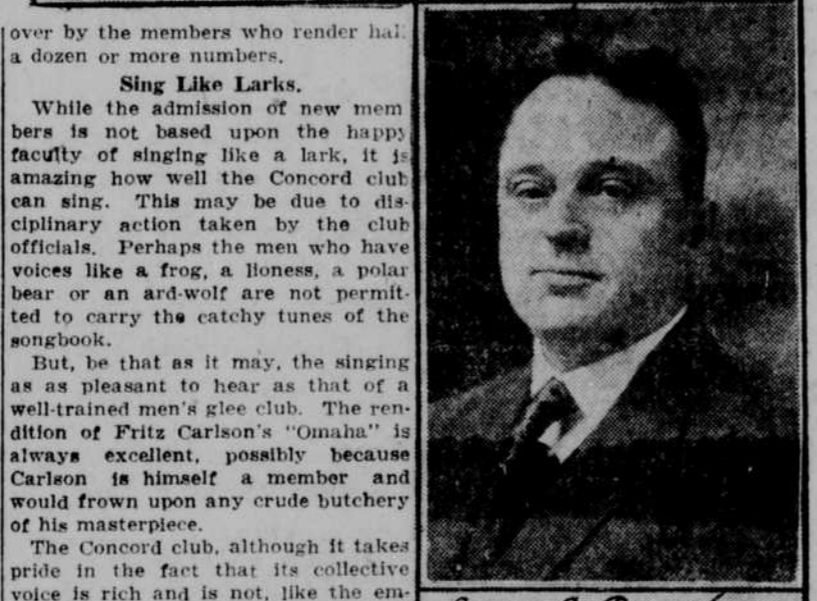 over by the members who render hal
a dozen or more numbers.
Sing Like Larks.
While the admission of new mem
bers is not based upon the happy
faculty of singing like a lark, it is
amazing how well the Concord club
can sing. This may be due to dis-
ciplinary action taken by the club
officials. Perhaps the men who have
voices like a frog, a lioness, a polar
bear or an ard-wolf are not permit-
ted to carry the catchy tunes of the
songbook.
But, be that as it may, the singing
as as pleasant to hear as that of a
well-trained men's glee club. The ren-
dition of Fritz Carlson's "Omaha" is
always excellent, possibly because
Carlson is himself a member and
would frown upon any crude butchery
of his masterpiece.
The Concord club, although it takes
pride in the fact that its collective
voice is rich and is not, like the em-